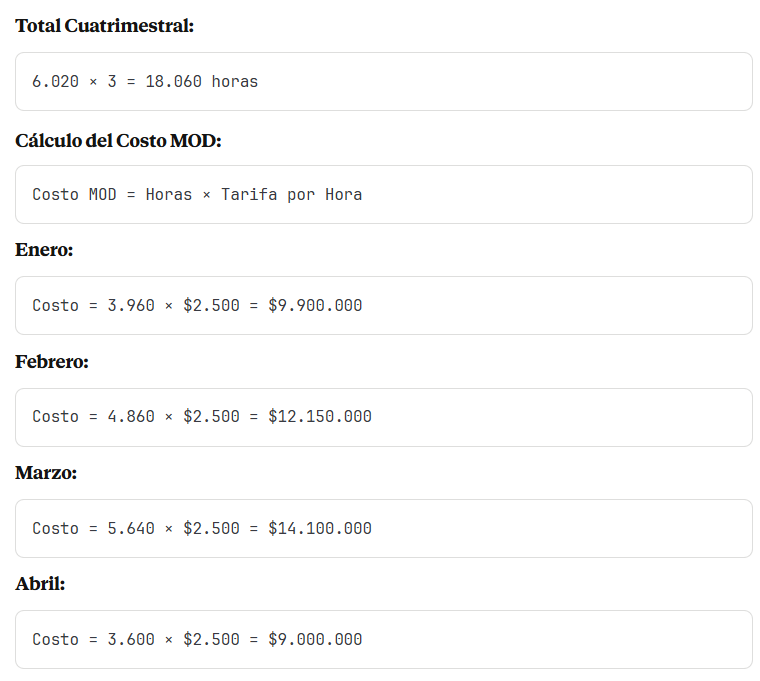 Total Cuatrimestral:
6.020 × 3 = 18.060 horas
Cálculo del Costo MOD:
Costo MOD = Horas × Tarifa por Hora
Enero:
Costo = 3.960 × $2.500 = $9.900.000
Febrero:
Costo = 4.860 × $2.500 = $12.150.000
Marzo:
Costo = 5.640 × $2.500 = $14.100.000
Abril:
Costo = 3.600 × $2.500 = $9.000.000